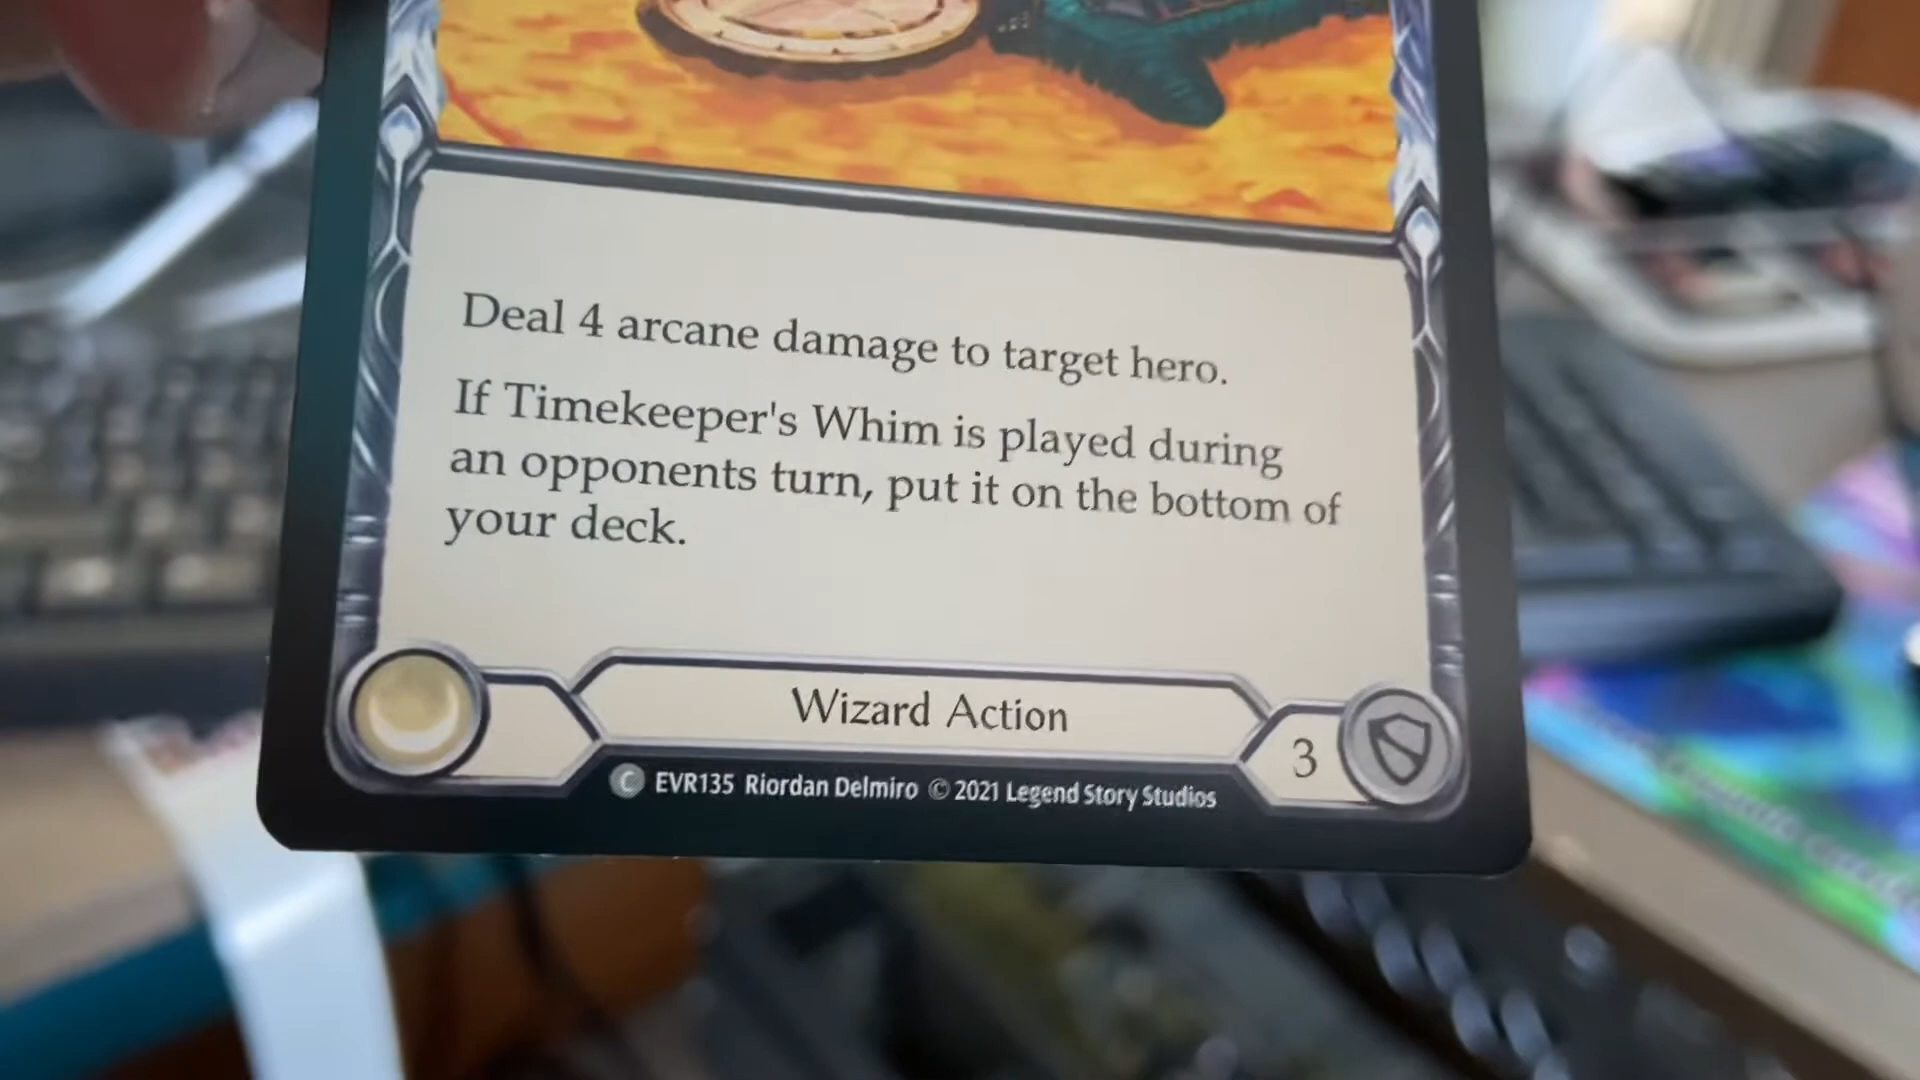 Deal 4 arcane damage to target hero.
If Timekeeper's Whim is played during
an opponents turn, put it on the bottom of
your deck.
Wizard Action
3
C EVR135 Riordan Delmiro © 2021 Legend Story Studios